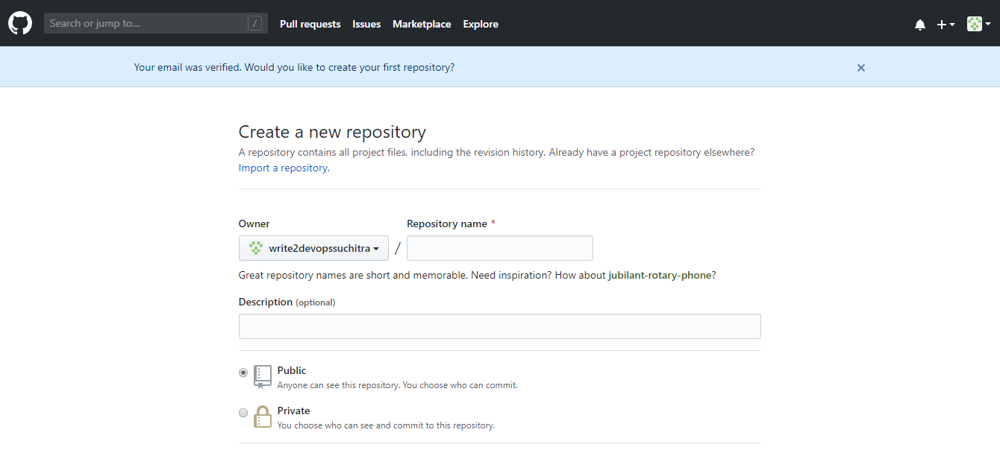 Search or jump to... / Pull requests Issues Marketplace Explore
Your email was verified. Would you like to create your first repository?
Create a new repository
A repository contains all project files, including the revision history. Already have a project repository elsewhere?
Import a repository.
Owner Repository name *
write2devopssuchitra /
Great repository names are short and memorable. Need inspiration? How about jubilant-rotary-phone?
Description (optional)
Public
Anyone can see this repository. You choose who can commit.
Private
You choose who can see and commit to this repository.